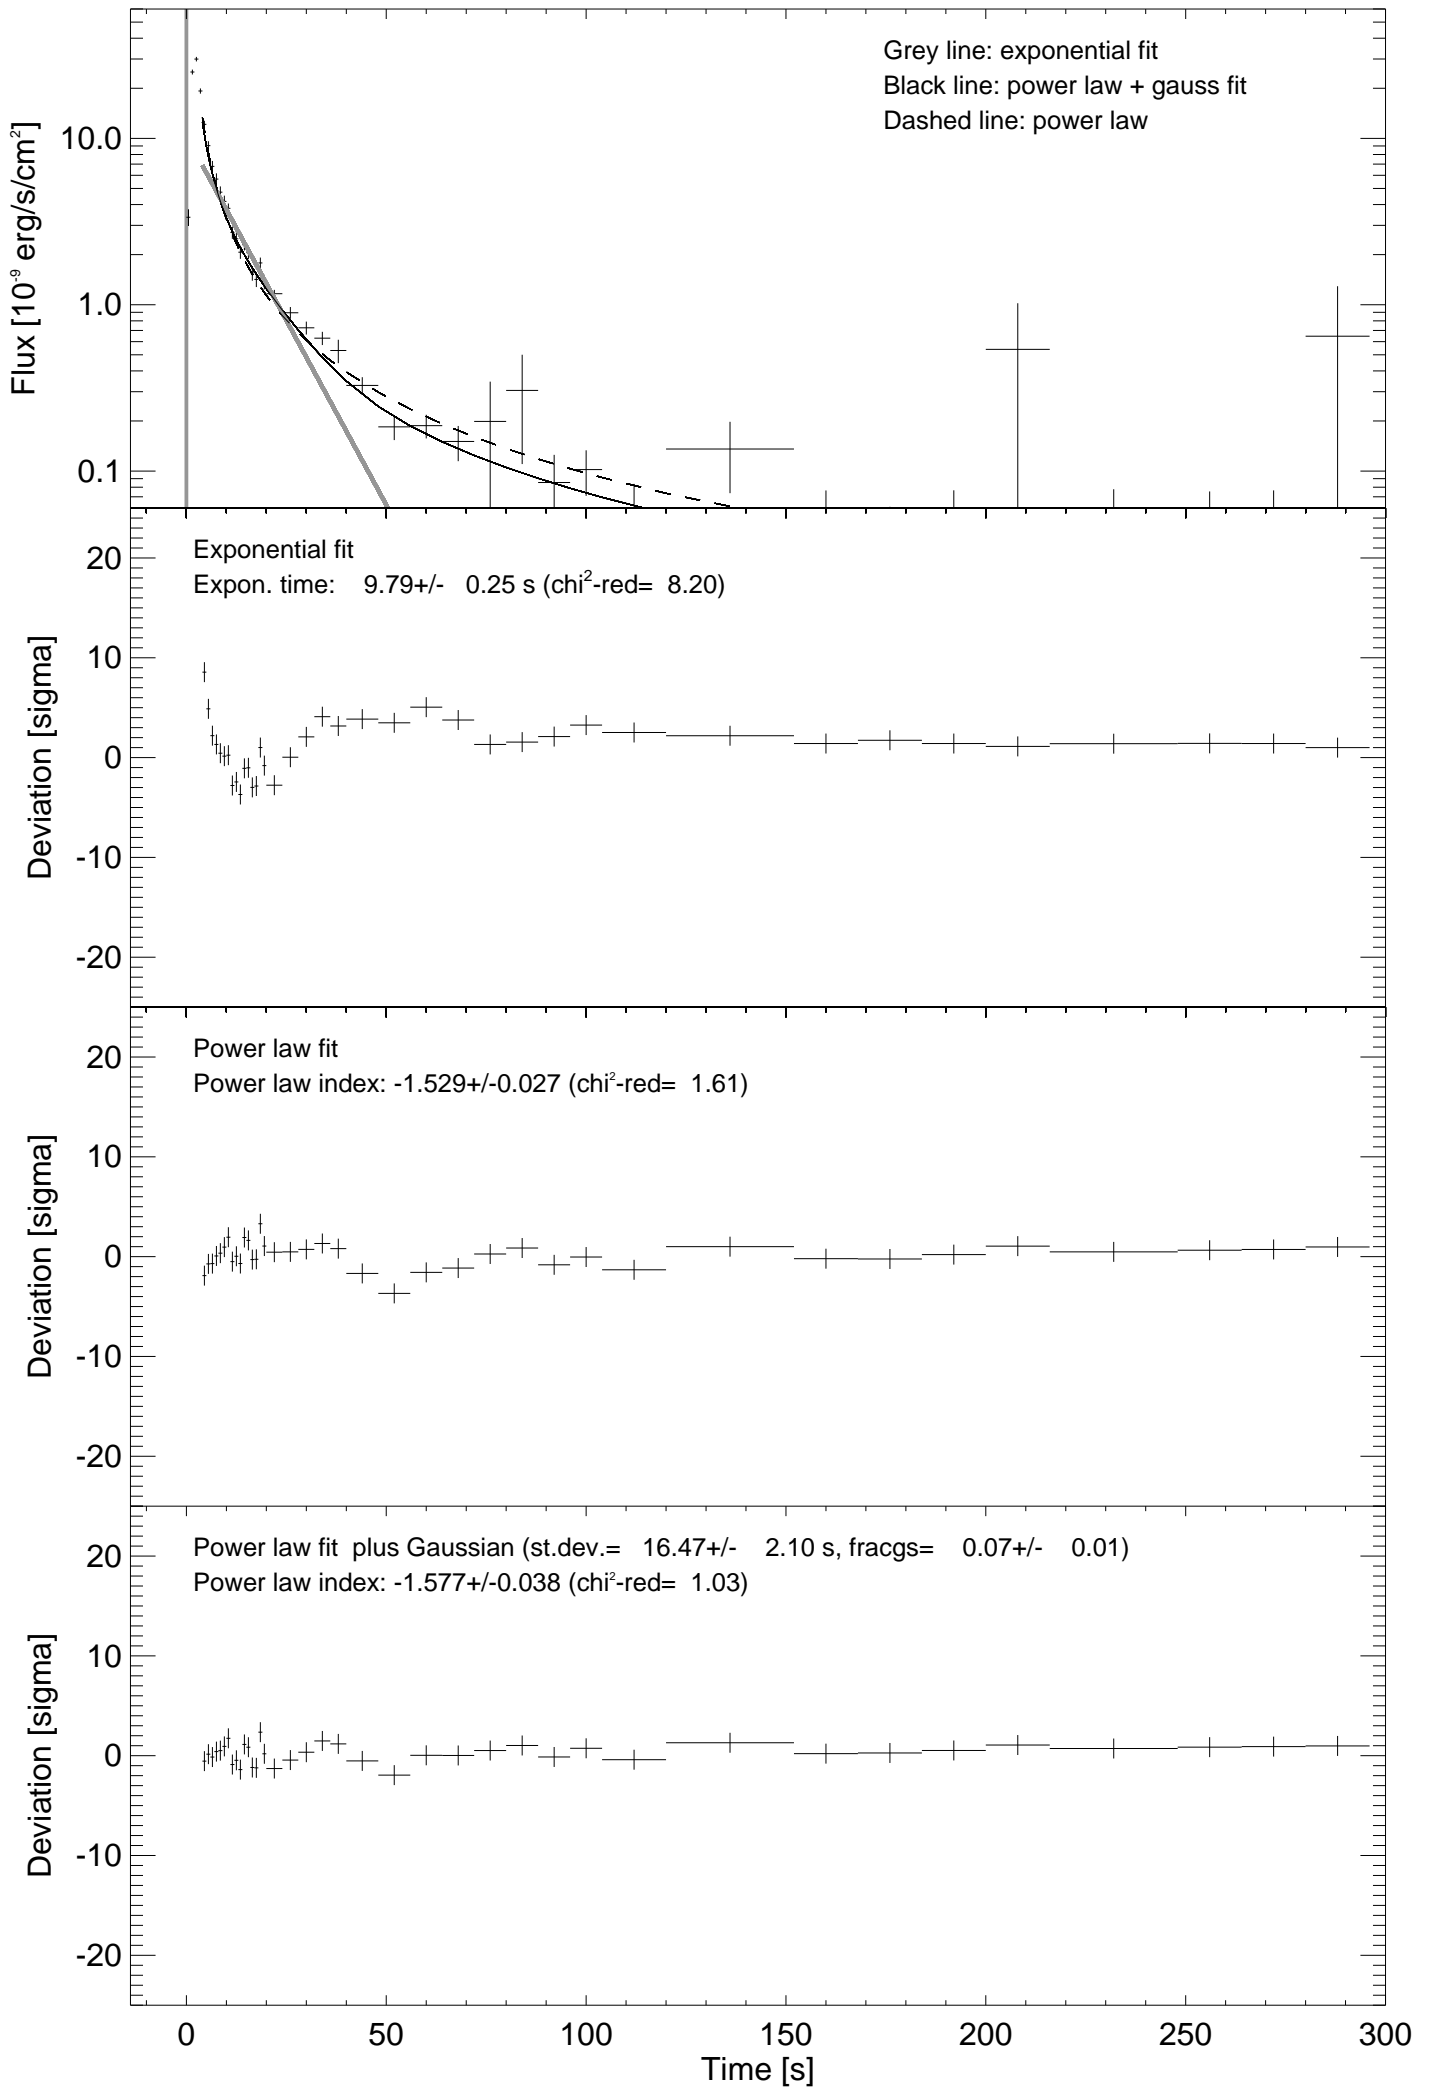 Grey line: exponential fit
Black line: power law + gauss fit
Dashed line: power law
Flux [10⁻⁹ erg/s/cm²]
10.0
1.0
0.1
Exponential fit
Expon. time: 9.79+/- 0.25 s (chi²-red= 8.20)
Deviation [sigma]
20
10
0
-10
-20
Power law fit
Power law index: -1.529+/-0.027 (chi²-red= 1.61)
Deviation [sigma]
20
10
0
-10
-20
Power law fit plus Gaussian (st.dev.= 16.47+/- 2.10 s, fracgs= 0.07+/- 0.01)
Power law index: -1.577+/-0.038 (chi²-red= 1.03)
Deviation [sigma]
20
10
0
-10
-20
0 50 100 150 200 250 300
Time [s]